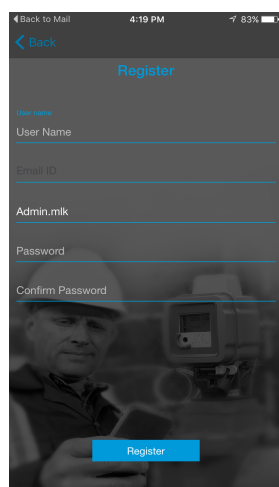 Back to Mail 4:19 PM 83%
Back
Register
User name
User Name
Email ID
Admin.mlk
Password
Confirm Password
Register